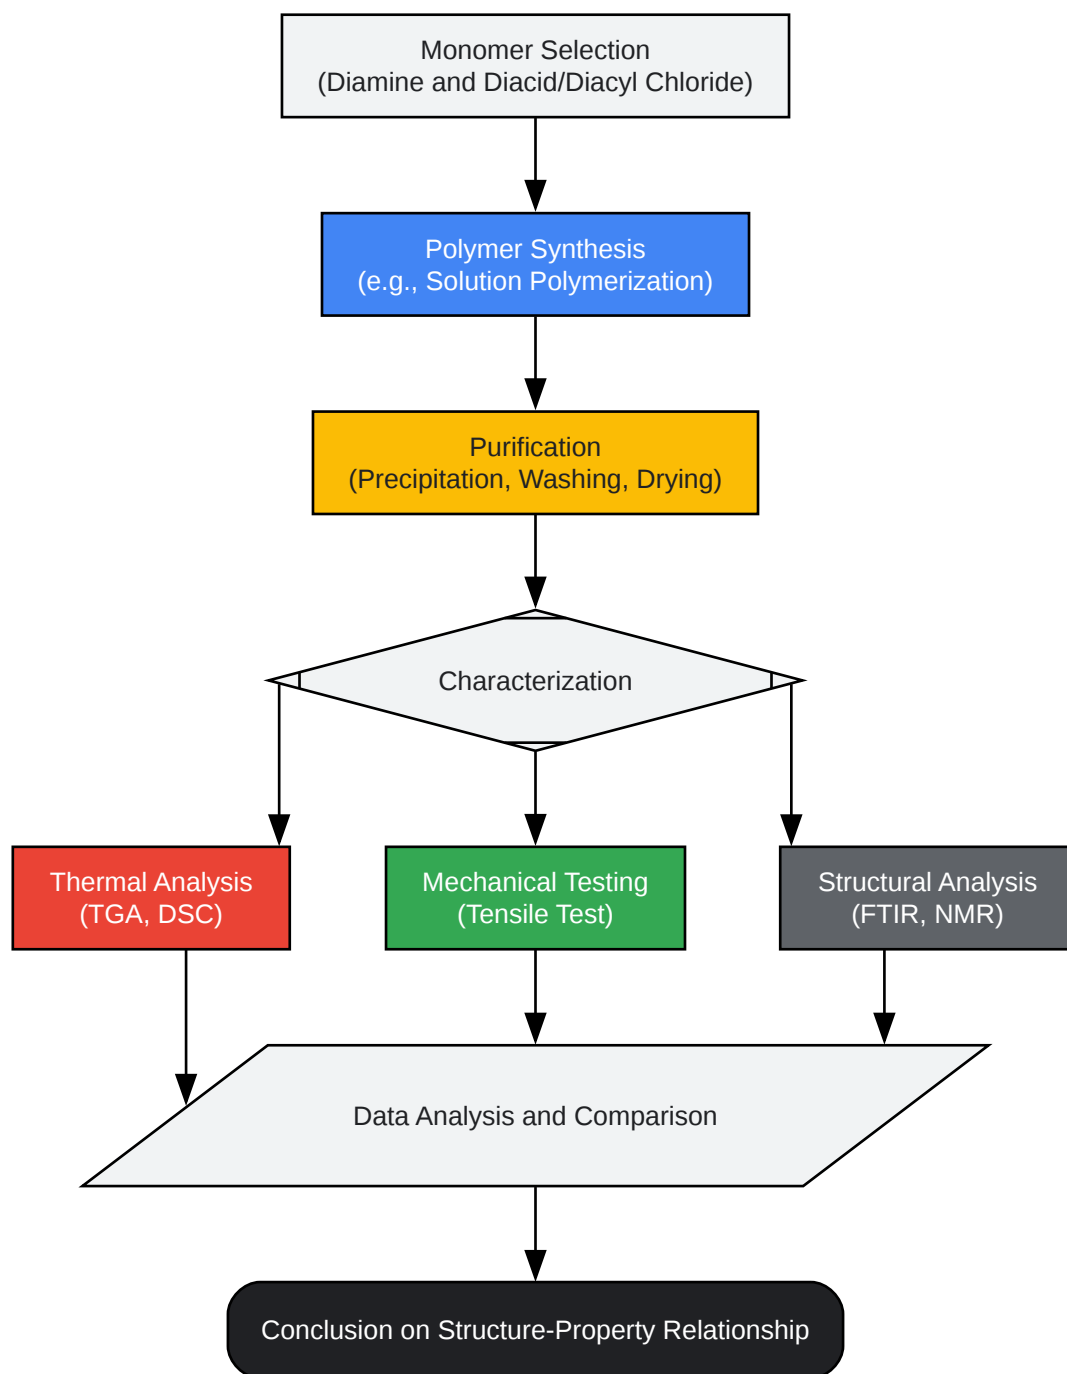 Monomer Selection
(Diamine and Diacid/Diacyl Chloride)
Polymer Synthesis
(e.g., Solution Polymerization)
Purification
(Precipitation, Washing, Drying)
Characterization
Thermal Analysis
(TGA, DSC)
Mechanical Testing
(Tensile Test)
Structural Analysis
(FTIR, NMR)
Data Analysis and Comparison
Conclusion on Structure-Property Relationship